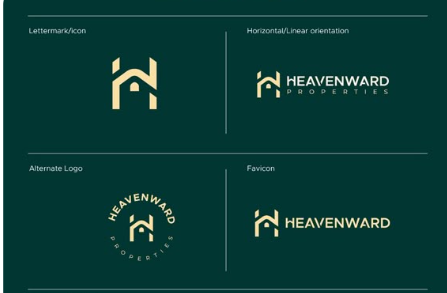 Lettermark/icon
Horizontal/Linear orientation
HEAVENWARD
PROPERTIES
Alternate Logo
Favicon
HEAVENWARD
PROPERTIES
HEAVENWARD